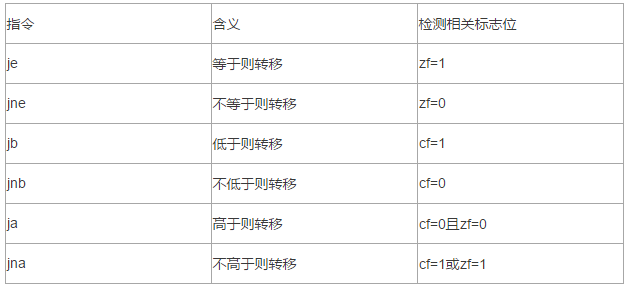 指令 含义 检测相关标志位
je 等于则转移 zf=1
jne 不等于则转移 zf=0
jb 低于则转移 cf=1
jnb 不低于则转移 cf=0
ja 高于则转移 cf=0且zf=0
jna 不高于则转移 cf=1或zf=1